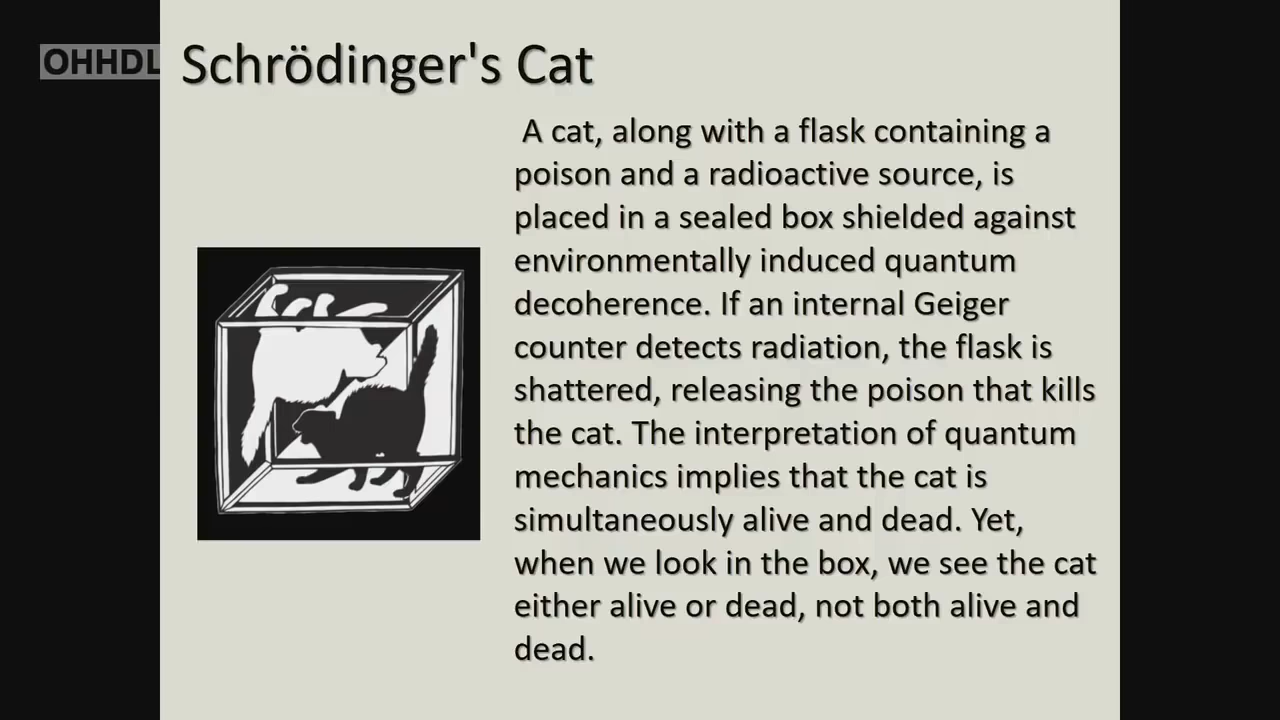 OHHDL
Schrödinger's Cat
A cat, along with a flask containing a
poison and a radioactive source, is
placed in a sealed box shielded against
environmentally induced quantum
decoherence. If an internal Geiger
counter detects radiation, the flask is
shattered, releasing the poison that kills
the cat. The interpretation of quantum
mechanics implies that the cat is
simultaneously alive and dead. Yet,
when we look in the box, we see the cat
either alive or dead, not both alive and
dead.